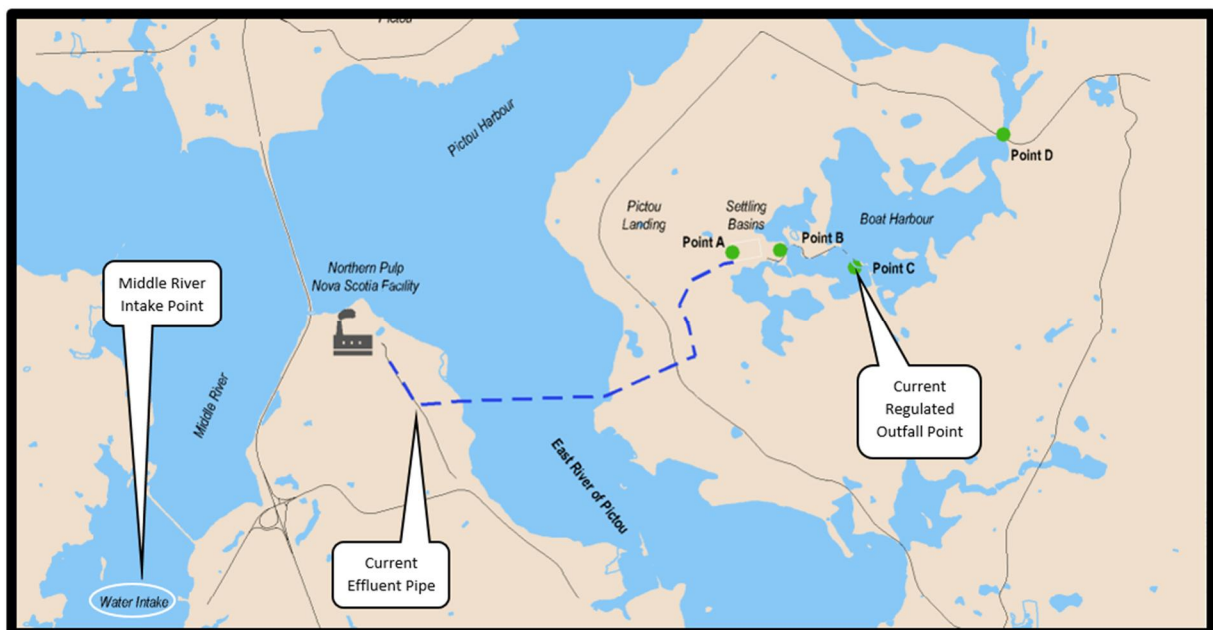 Pictou
Pictou Harbour
Point D
Pictou
Landing
Settling
Basins
Boat Harbour
Point A
Point B
Point C
Middle River
Intake Point
Northern Pulp
Nova Scotia Facility
Current
Regulated
Outfall Point
Middle River
East River of Pictou
Current
Effluent Pipe
Water Intake